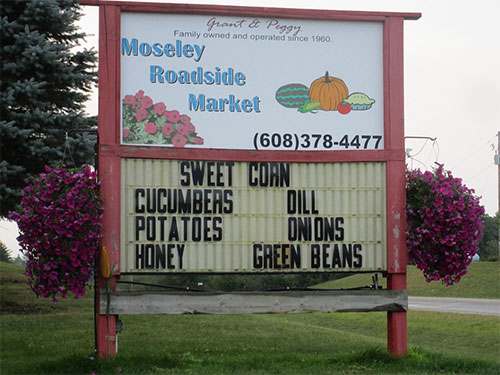 Grant & Peggy
Family owned and operated since 1960.
Moseley
Roadside
Market
(608)378-4477
SWEET CORN
CUCUMBERS DILL
POTATOES ONIONS
HONEY GREEN BEANS